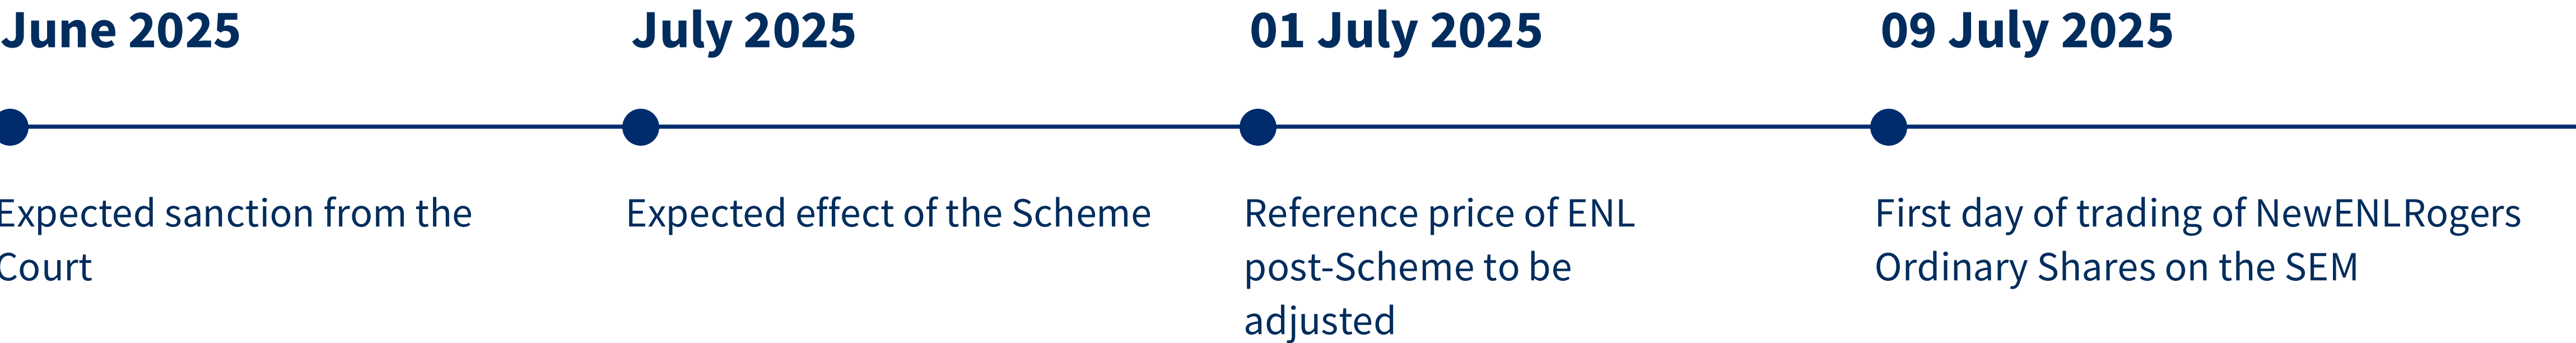 June 2025
July 2025
01 July 2025
09 July 2025
Expected sanction from the
Court
Expected effect of the Scheme
Reference price of ENL
post-Scheme to be
adjusted
First day of trading of NewENLRogers
Ordinary Shares on the SEM